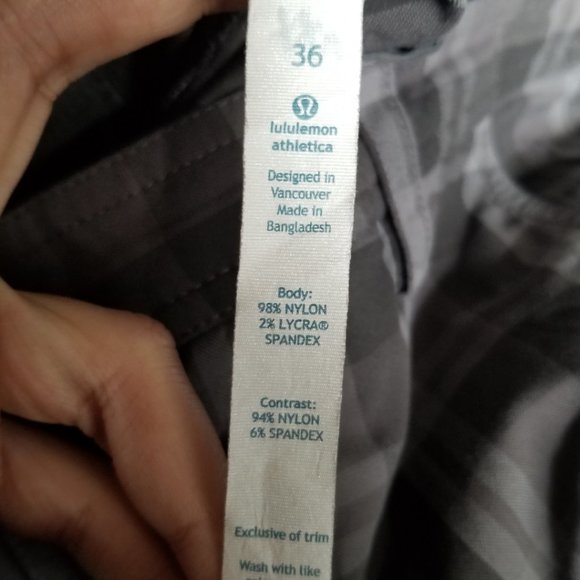 36
lululemon
athletica
Designed in
Vancouver
Made in
Bangladesh
Body:
98% NYLON
2% LYCRA®
SPANDEX
Contrast:
94% NYLON
6% SPANDEX
Exclusive of trim
Wash with like